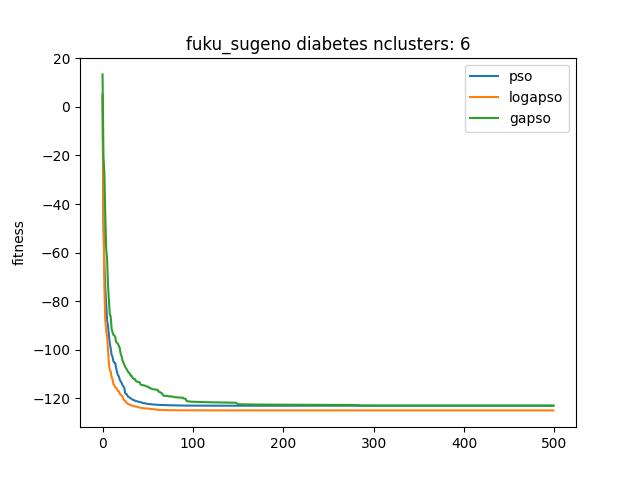 fuku_sugeno diabetes nclusters: 6
pso
logapso
gapso
fitness
20
0
−20
−40
−60
−80
−100
−120
0 100 200 300 400 500